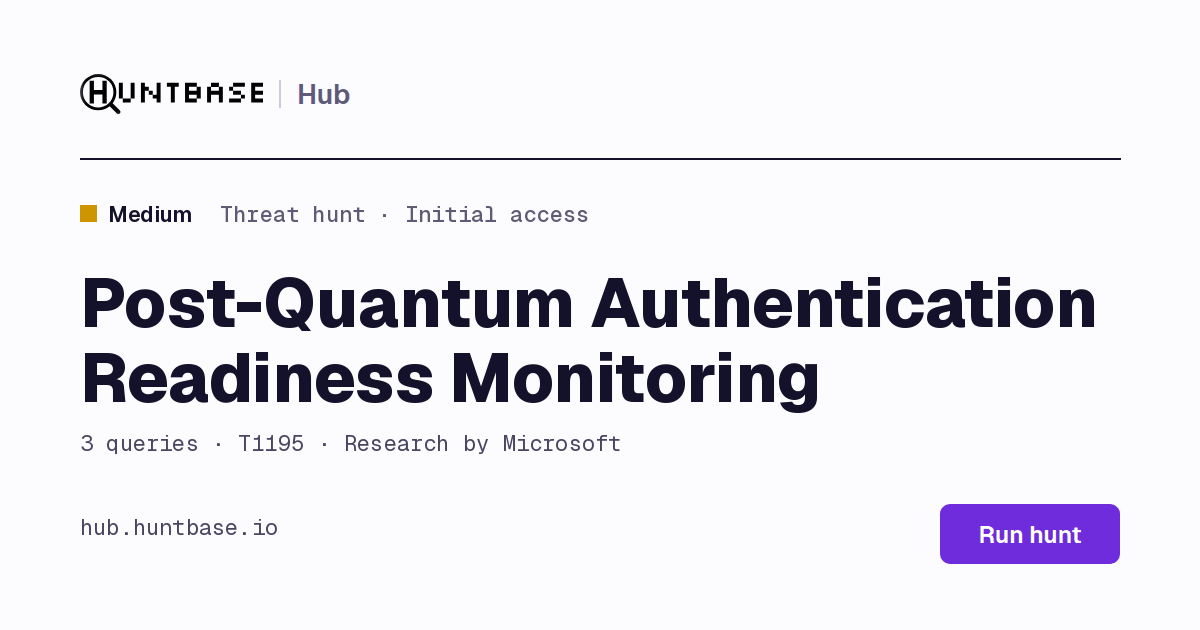 HUNTBASE | Hub
Medium Threat hunt · Initial access
Post-Quantum Authentication
Readiness Monitoring
3 queries · T1195 · Research by Microsoft
hub.huntbase.io
Run hunt